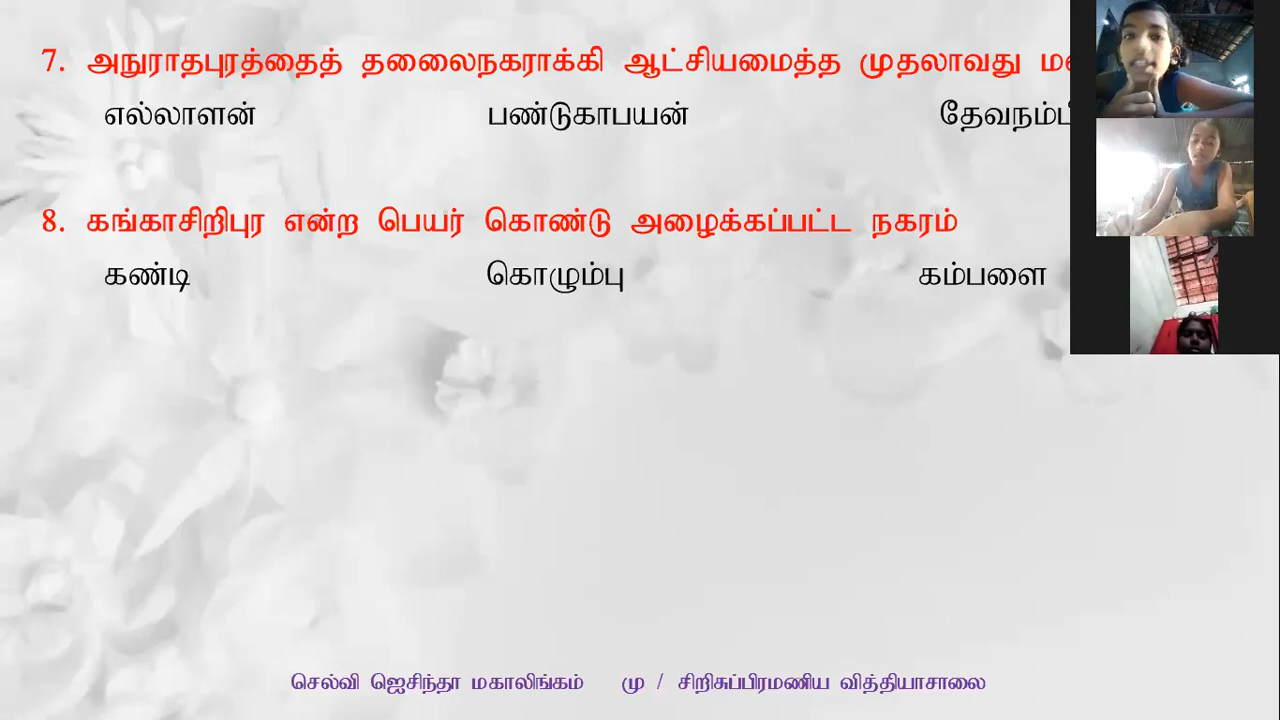 7. அநுராதபுரத்தைத் தலைநகராக்கி ஆட்சியமைத்த முதலாவது
எல்லாளன் பண்டுகாபயன் தேவநம்பி
8. கங்காசிறிபுர என்ற பெயர் கொண்டு அழைக்கப்பட்ட நகரம்
கண்டி கொழும்பு கம்பளை
செல்வி ஜெசிந்தா மகாலிங்கம் மு / சிறிசுப்பிரமணிய வித்தியாசாலை